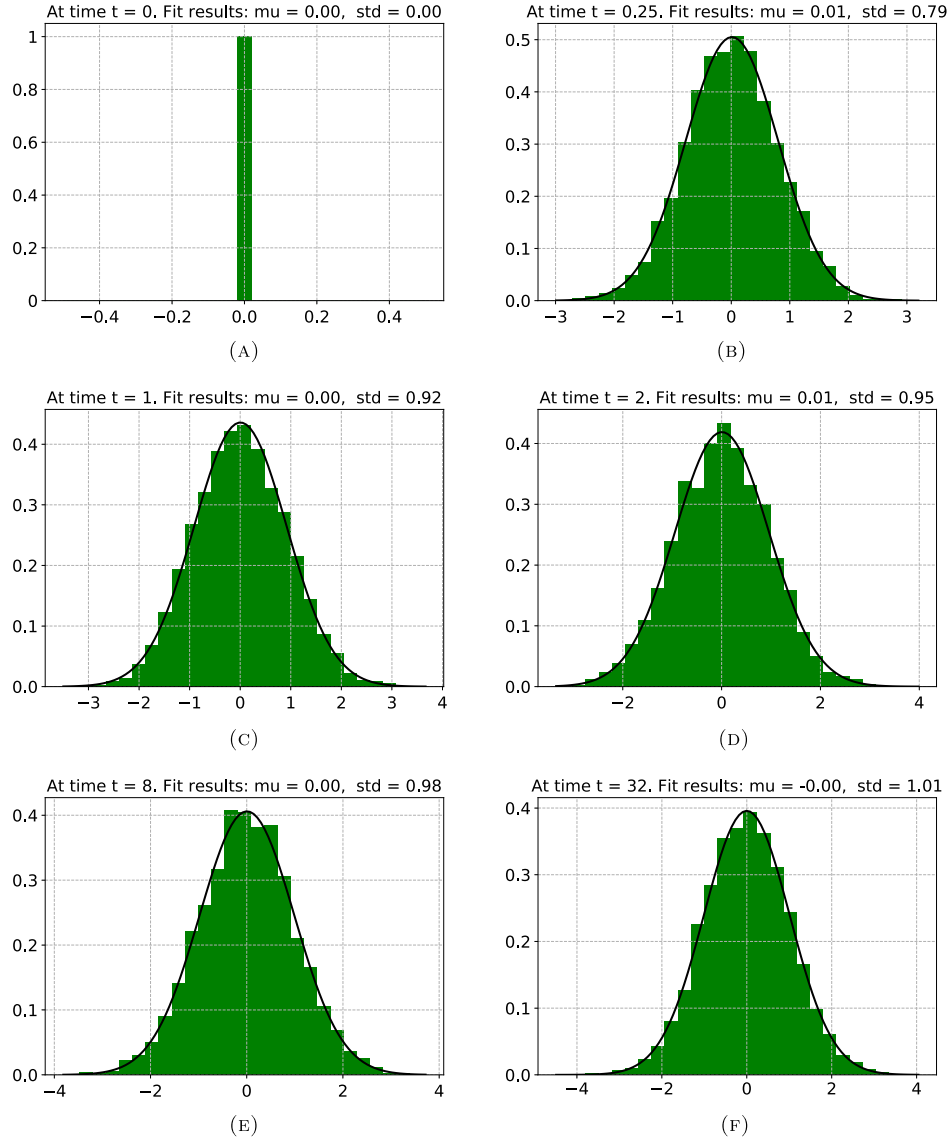 At time t = 0. Fit results: mu = 0.00,  std = 0.00
1
0.8
0.6
0.4
0.2
0
−0.4 −0.2 0.0 0.2 0.4
(A)
At time t = 0.25. Fit results: mu = 0.01,  std = 0.79
0.5
0.4
0.3
0.2
0.1
0.0
−3 −2 −1 0 1 2 3
(B)
At time t = 1. Fit results: mu = 0.00,  std = 0.92
0.4
0.3
0.2
0.1
0.0
−3 −2 −1 0 1 2 3 4
(C)
At time t = 2. Fit results: mu = 0.01,  std = 0.95
0.4
0.3
0.2
0.1
0.0
−2 0 2 4
(D)
At time t = 8. Fit results: mu = 0.00,  std = 0.98
0.4
0.3
0.2
0.1
0.0
−4 −2 0 2 4
(E)
At time t = 32. Fit results: mu = -0.00,  std = 1.01
0.4
0.3
0.2
0.1
0.0
−4 −2 0 2 4
(F)